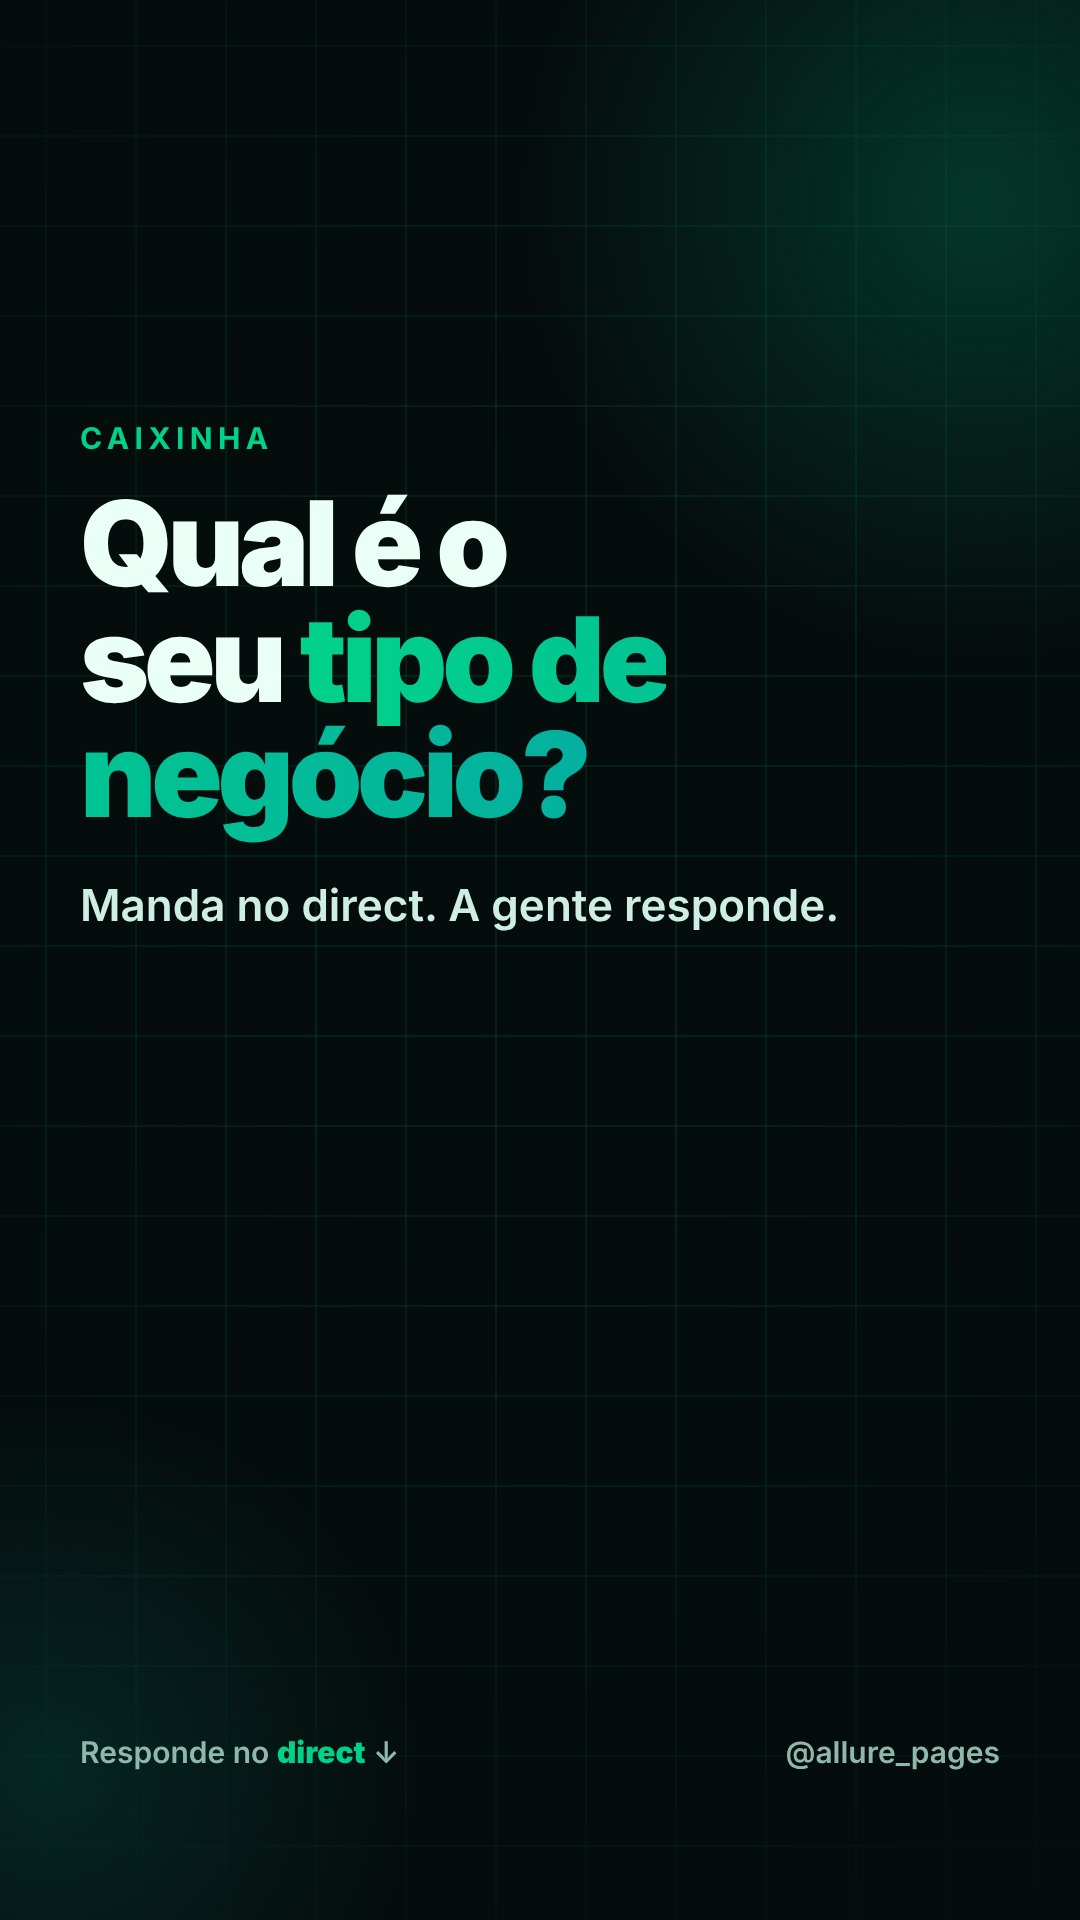 CAIXINHA
Qual é o
seu tipo de
negócio?
Manda no direct. A gente responde.
Responde no direct ↓
@allure_pages